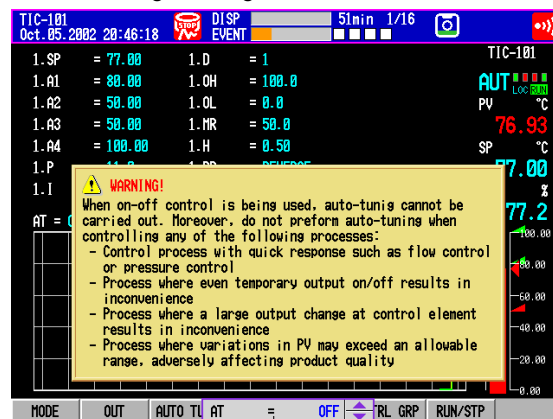 TIC-101 DISP 51min 1/16
Oct.05.2002 20:46:18 STOP EVENT
TIC-101
1.SP = 77.00 1.D = 1
1.A1 = 80.00 1.OH = 100.0
AUT LOC RUN
1.A2 = 50.00 1.OL = 0.0
PV °C
1.A3 = 50.00 1.MR = 50.0
76.93
1.A4 = 100.00 1.H = 0.50
SP °C
1.P
77.00
1.I
%
AT =
77.2
WARNING!
When on-off control is being used, auto-tunig cannot be
carried out. Moreover, do not preform auto-tuning when
controlling any of the following processes:
- Control process with quick response such as flow control
or pressure control
- Process where even temporary output on/off results in
inconvenience
- Process where a large output change at control element
results in inconvenience
- Process where variations in PV may exceed an allowable
range, adversely affecting product quality
100.00
80.00
60.00
40.00
20.00
0.00
MODE OUT AUTO TU AT = OFF TRL GRP RUN/STP